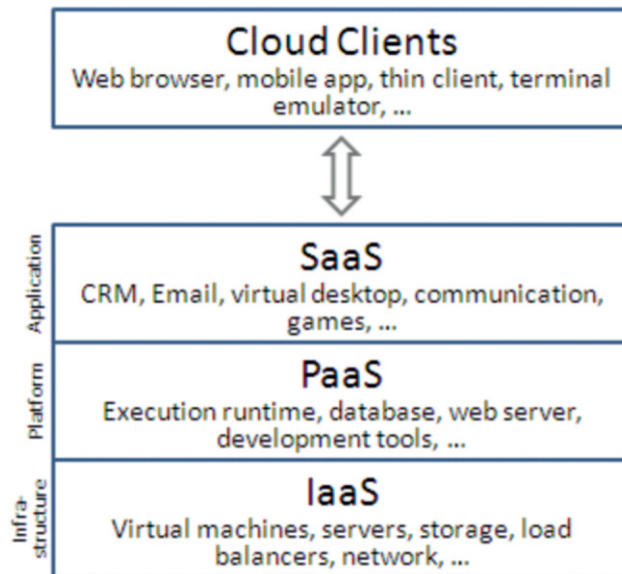 Cloud Clients
Web browser, mobile app, thin client, terminal
emulator, ...
Application
SaaS
CRM, Email, virtual desktop, communication,
games, ...
Platform
PaaS
Execution runtime, database, web server,
development tools, ...
Infra-
structure
IaaS
Virtual machines, servers, storage, load
balancers, network, ...